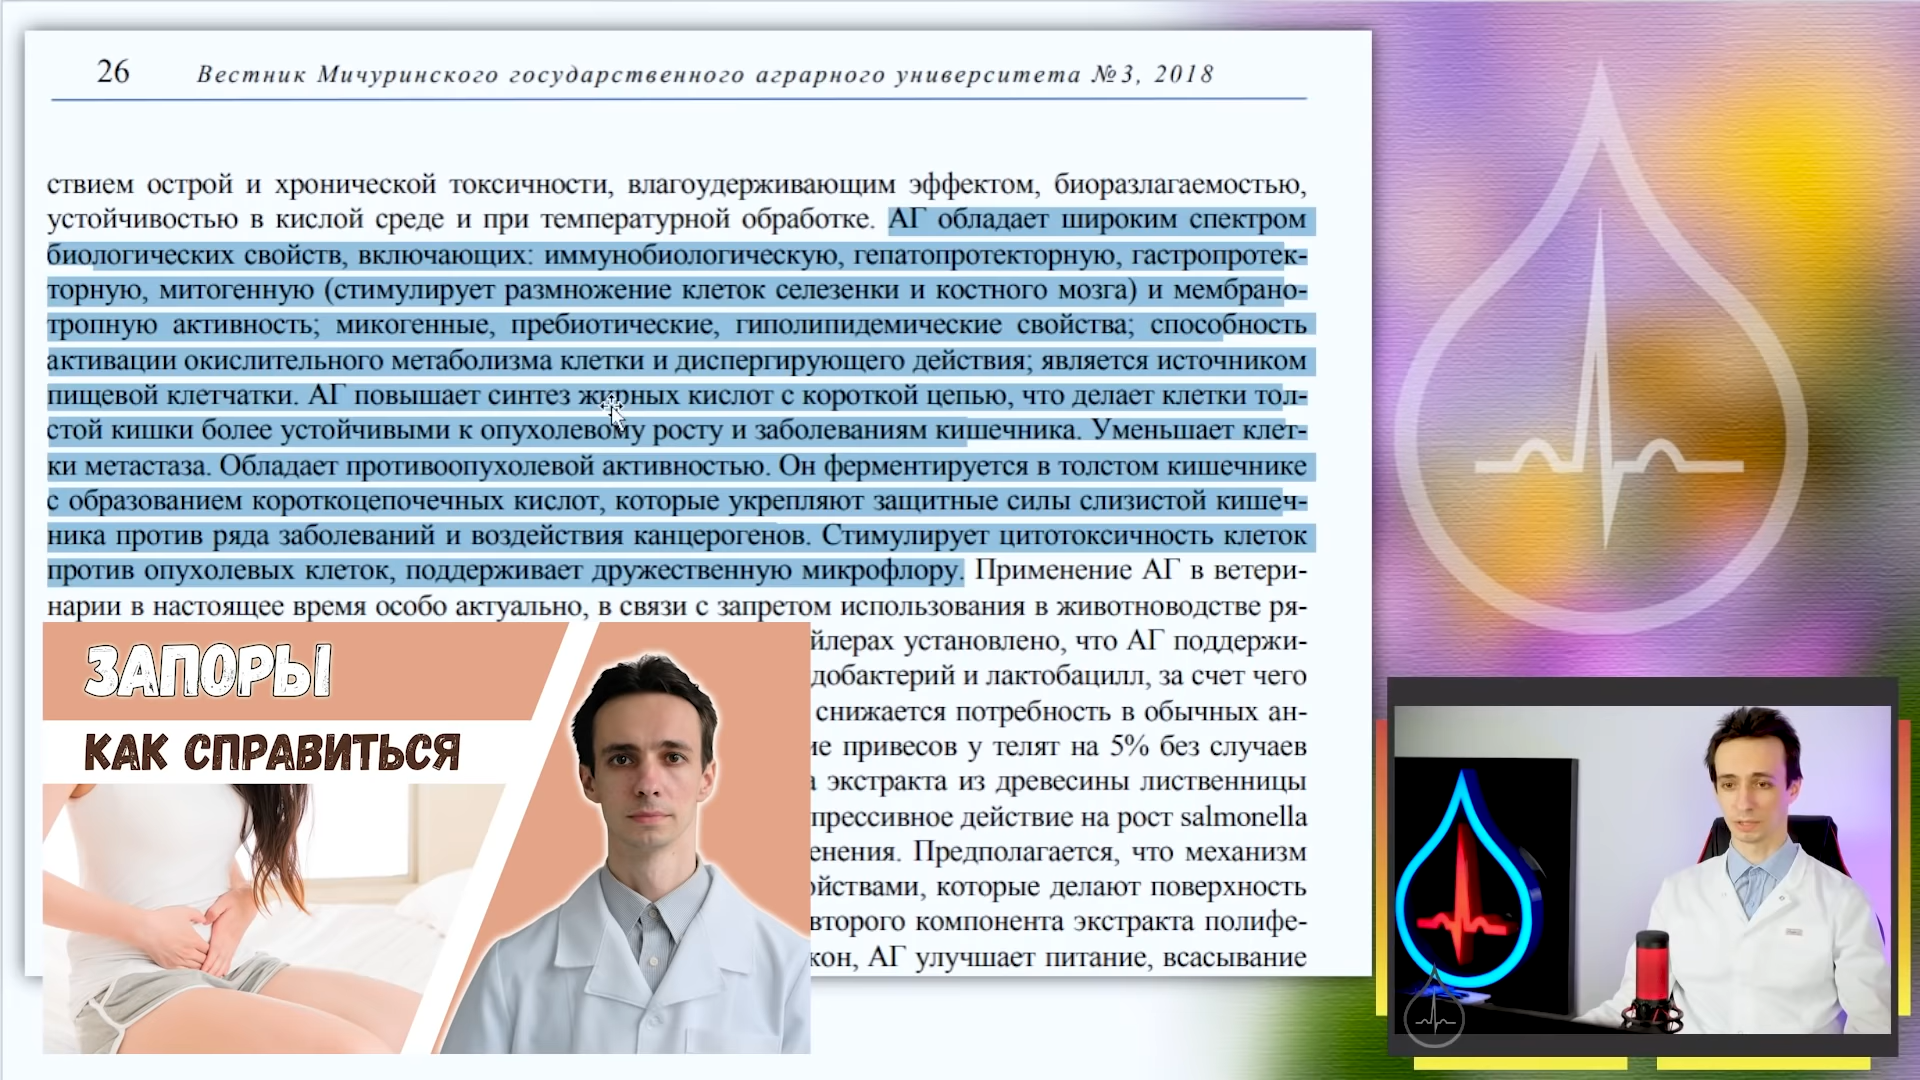 26 Вестник Мичуринского государственного аграрного университета №3, 2018
ствием острой и хронической токсичности, влагоудерживающим эффектом, биоразлагаемостью,
устойчивостью в кислой среде и при температурной обработке. АГ обладает широким спектром
биологических свойств, включающих: иммунобиологическую, гепатопротекторную, гастропротек-
торную, митогенную (стимулирует размножение клеток селезенки и костного мозга) и мембрано-
тропную активность; микогенные, пребиотические, гиполипидемические свойства; способность
активации окислительного метаболизма клетки и диспергирующего действия; является источником
пищевой клетчатки. АГ повышает синтез жирных кислот с короткой цепью, что делает клетки тол-
стой кишки более устойчивыми к опухолевому росту и заболеваниям кишечника. Уменьшает клет-
ки метастаза. Обладает противоопухолевой активностью. Он ферментируется в толстом кишечнике
с образованием короткоцепочечных кислот, которые укрепляют защитные силы слизистой кишеч-
ника против ряда заболеваний и воздействия канцерогенов. Стимулирует цитотоксичность клеток
против опухолевых клеток, поддерживает дружественную микрофлору. Применение АГ в ветери-
нарии в настоящее время особо актуально, в связи с запретом использования в животноводстве ря-
йлерах установлено, что АГ поддержи-
добактерий и лактобацилл, за счет чего
снижается потребность в обычных ан-
ие привесов у телят на 5% без случаев
экстракта из древесины лиственницы
прессивное действие на рост salmonella
енения. Предполагается, что механизм
ойствами, которые делают поверхность
второго компонента экстракта полифе-
кон, АГ улучшает питание, всасывание
ЗАПОРЫ
КАК СПРАВИТЬСЯ